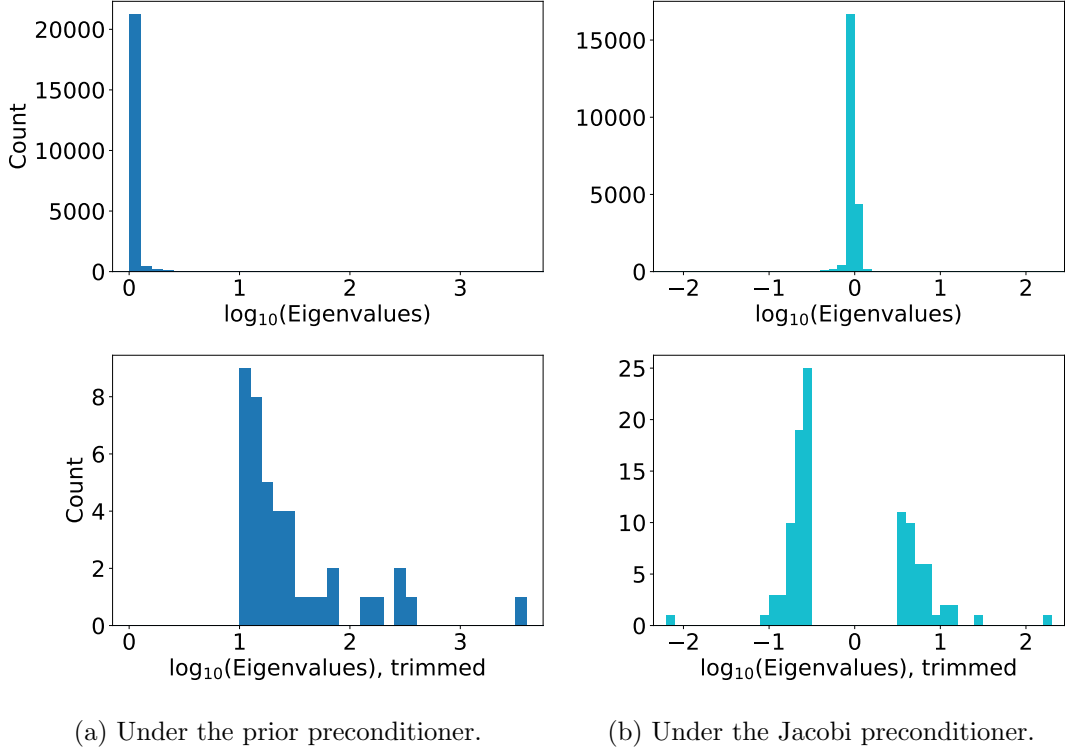 20000
15000
10000
5000
0
Count
0 1 2 3
log₁₀(Eigenvalues)
15000
10000
5000
0
−2 −1 0 1 2
log₁₀(Eigenvalues)
8
6
4
2
0
Count
0 1 2 3
log₁₀(Eigenvalues), trimmed
25
20
15
10
5
0
−2 −1 0 1 2
log₁₀(Eigenvalues), trimmed
(a) Under the prior preconditioner.
(b) Under the Jacobi preconditioner.